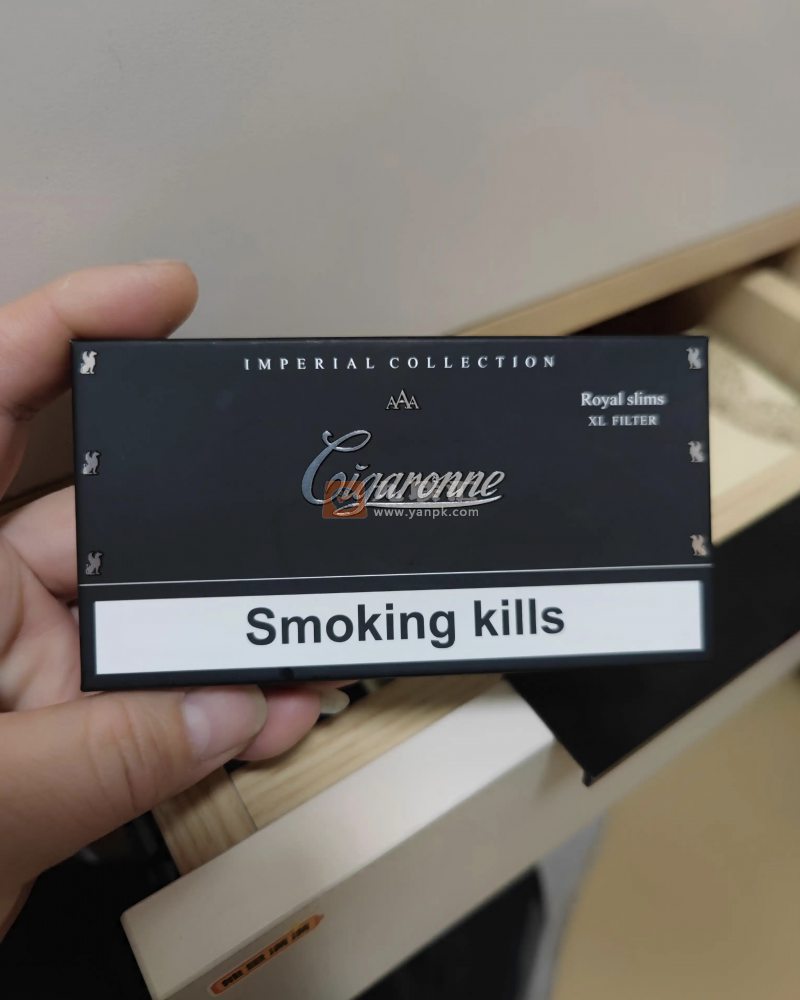 IMPERIAL COLLECTION
AAA
Royal slims
XL FILTER
Cigaronne
www.yanpk.com
Smoking kills